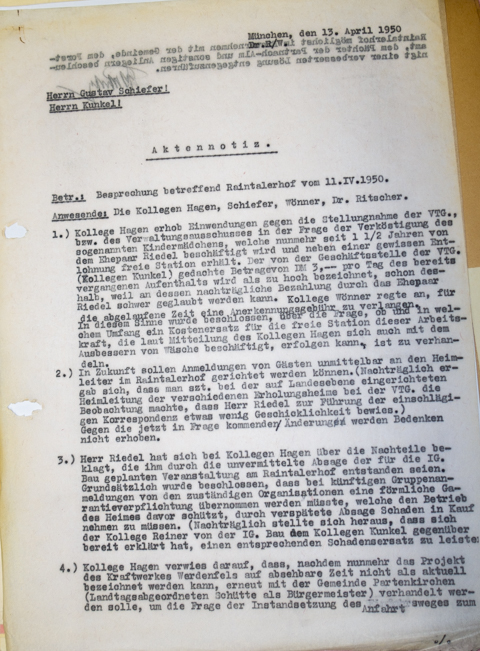 München, den 13. April 1950
Dr.R/W.
Herrn Gustav Schiefer!
Herrn Kunkel!
Aktennotiz.
Betr.: Besprechung betreffend Raintalerhof vom 11.IV.1950.
Anwesende: Die Kollegen Hagen, Schiefer, Wönner, Dr. Ritscher.
1.) Kollege Hagen erhob Einwendungen gegen die Stellungnahme der VTG.,
bzw. des Verwaltungsausschusses in der Frage der Verköstigung des
sogenannten Kindermädchens, welche nunmehr seit 1 1/2 Jahren von
dem Ehepaar Riedel beschäftigt wird und neben einer gewissen Ent-
lohnung freie Station erhält. Der von der Geschäftsstelle der VTG.
(Kollegen Kunkel) gedachte Betrag von DM 3,-- pro Tag des bereits
vergangenen Aufenthalts wird als zu hoch bezeichnet, schon des-
halb, weil an dessen nachträgliche Bezahlung durch das Ehepaar
Riedel schwer geglaubt werden kann. Kollege Wönner regte an, für
die abgelaufene Zeit eine Anerkennungsgebühr zu verlangen.
In diesem Sinne wurde beschlossen, über die Frage, ob und in wel-
chem Umfang ein Kostenersatz für die freie Station dieser Arbeits-
kraft, die laut Mitteilung des Kollegen Hagen sich auch mit dem
Ausbessern von Wäsche beschäftigt, erfolgen kann, ist zu verhan-
deln.
2.) In Zukunft sollen Anmeldungen von Gästen unmittelbar an den Heim-
leiter im Raintalerhof gerichtet werden können.(Nachträglich er-
gab sich, dass man szt. bei der auf Landesebene eingerichteten
Heimleitung der verschiedenen Erholungsheime bei der VTG. die
Beobachtung machte, dass Herr Riedel zur Führung der einschlägi-
gen Korrespondenz etwas wenig Geschicklichkeit bewies.)
Gegen die jetzt in Frage kommenden Änderungen werden Bedenken
nicht erhoben.
3.) Herr Riedel hat sich bei Kollegen Hagen über die Nachteile be-
klagt, die ihm durch die unvermittelte Absage der für die IG.
Bau geplanten Veranstaltung am Raintalerhof entstanden seien.
Grundsätzlich wurde beschlossen, dass bei künftigen Gruppenan-
meldungen von den zuständigen Organisationen eine förmliche Ga-
rantieverpflichtung übernommen werden müsste, welche den Betrieb
des Heimes davor schützt, durch verspätete Absage Schaden in Kauf
nehmen zu müssen. (Nachträglich stellte sich heraus, dass sich
der Kollege Reiner von der IG. Bau dem Kollegen Kunkel gegenüber
bereit erklärt hat, einen entsprechenden Schadensersatz zu leisten
4.) Kollege Hagen verwies darauf, dass, nachdem nunmehr das Projekt
des Kraftwerkes Werdenfels auf absehbare Zeit nicht als aktuell
bezeichnet werden kann, erneut mit der Gemeinde Partenkirchen
(Landtagsabgeordneten Schütte als Bürgermeister) verhandelt wer-
den solle, um die Frage der Instandsetzung des Anfahrtsweges zum
./.